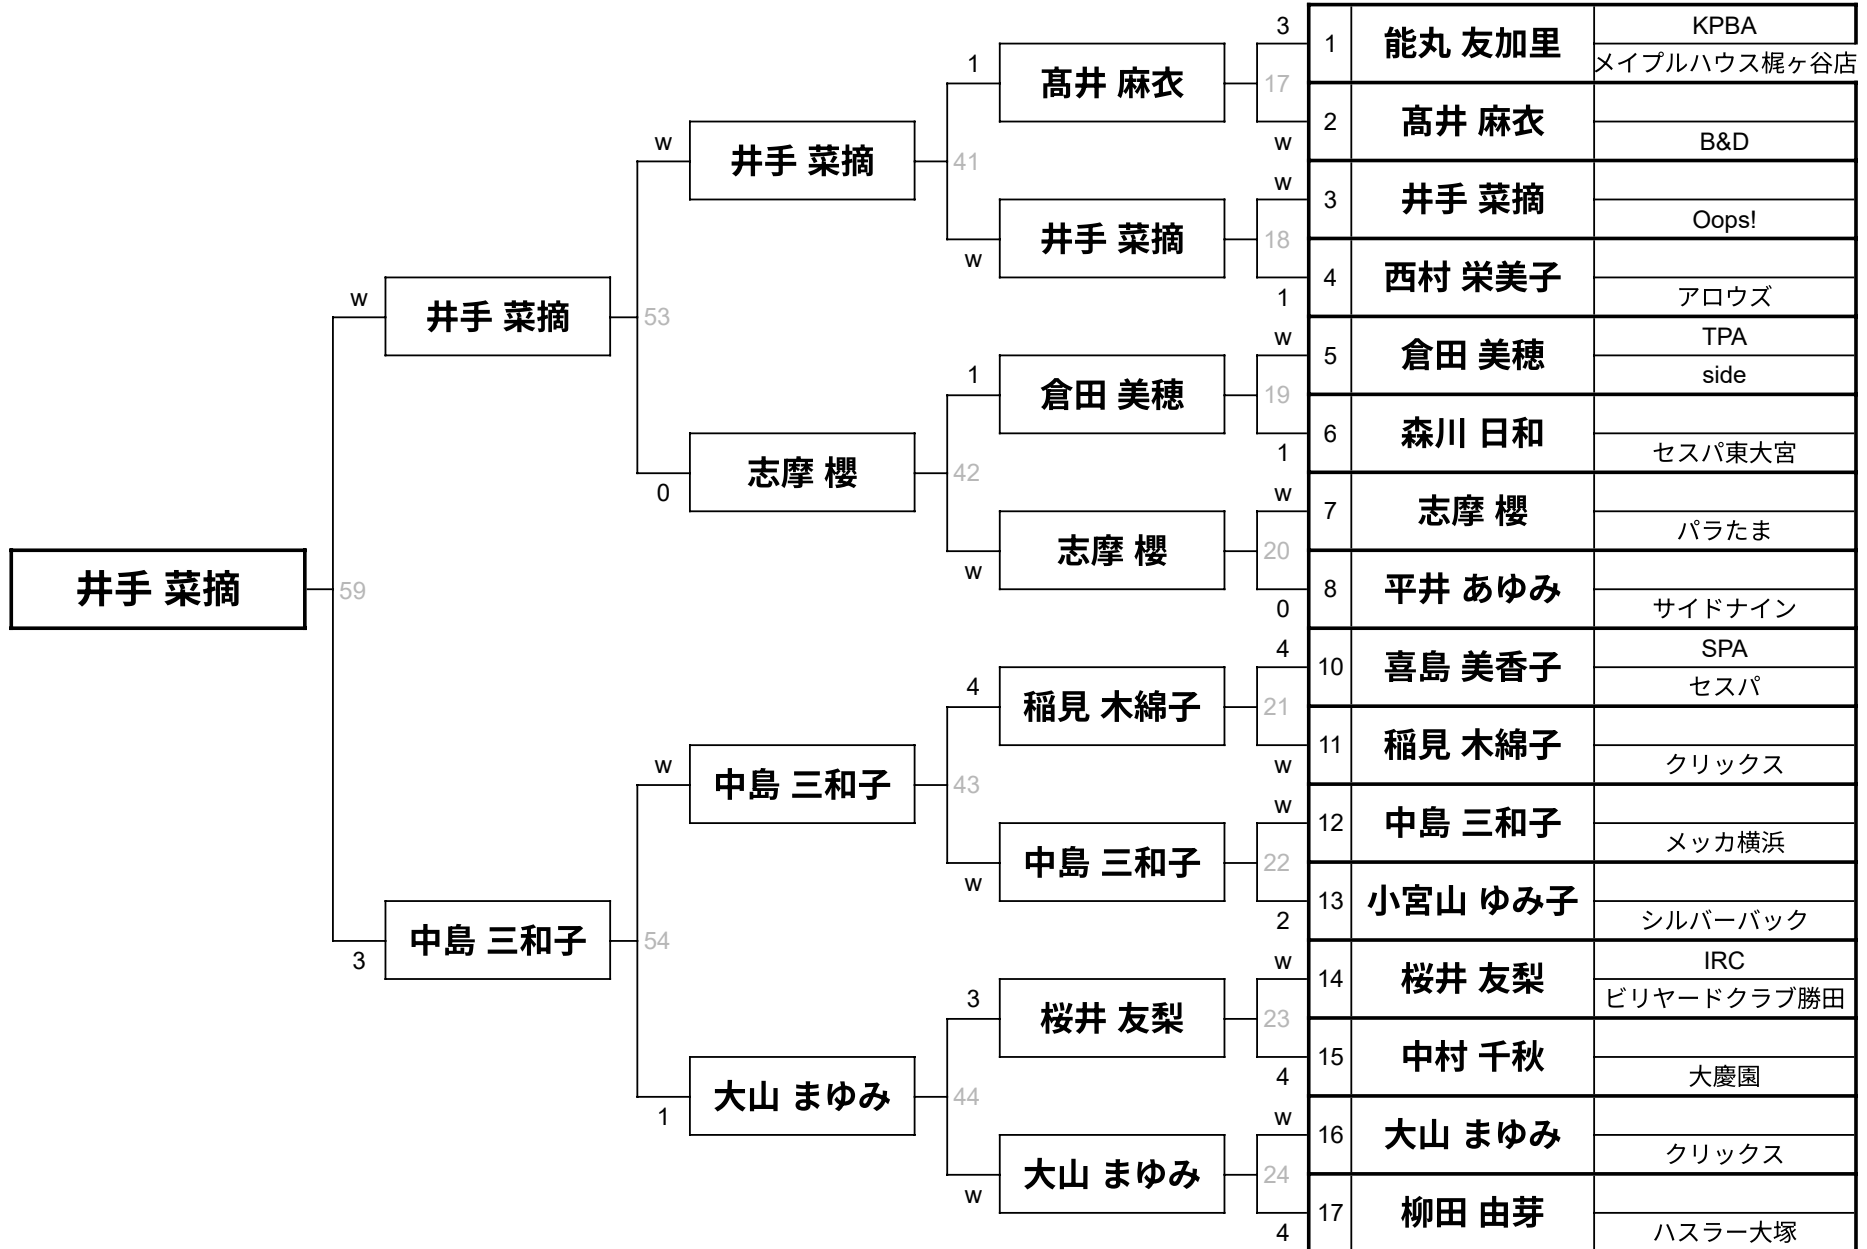 3
1
能丸 友加里
KPBA
メイプルハウス梶ヶ谷店
1
髙井 麻衣
17
2
髙井 麻衣
B&D
w
w
井手 菜摘
41
w
3
井手 菜摘
Oops!
w
井手 菜摘
18
4
西村 栄美子
アロウズ
1
w
井手 菜摘
53
w
5
倉田 美穂
TPA
side
1
倉田 美穂
19
6
森川 日和
セスパ東大宮
1
0
志摩 櫻
42
w
7
志摩 櫻
パラたま
w
志摩 櫻
20
8
平井 あゆみ
サイドナイン
0
井手 菜摘
59
4
10
喜島 美香子
SPA
セスパ
4
稲見 木綿子
21
11
稲見 木綿子
クリックス
w
w
中島 三和子
43
w
12
中島 三和子
メッカ横浜
w
中島 三和子
22
13
小宮山 ゆみ子
シルバーバック
2
3
中島 三和子
54
w
14
桜井 友梨
IRC
ビリヤードクラブ勝田
3
桜井 友梨
23
15
中村 千秋
大慶園
4
1
大山 まゆみ
44
w
16
大山 まゆみ
クリックス
w
大山 まゆみ
24
17
柳田 由芽
ハスラー大塚
4